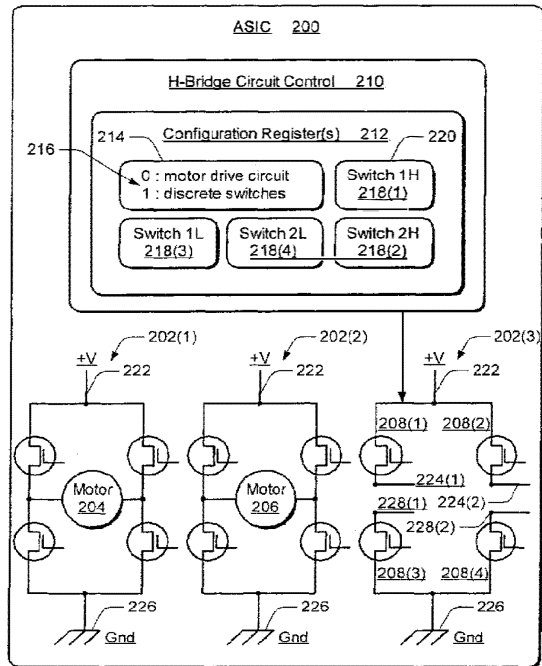 ASIC 200
H-Bridge Circuit Control 210
214
Configuration Register(s) 212
220
216
0 : motor drive circuit
1 : discrete switches
Switch 1H
218(1)
Switch 1L
218(3)
Switch 2L
218(4)
Switch 2H
218(2)
+V
202(1)
222
+V
202(2)
222
+V
202(3)
222
208(1)
208(2)
224(1)
224(2)
228(1)
228(2)
208(3)
208(4)
Motor
204
Motor
206
226
Gnd
226
Gnd
226
Gnd